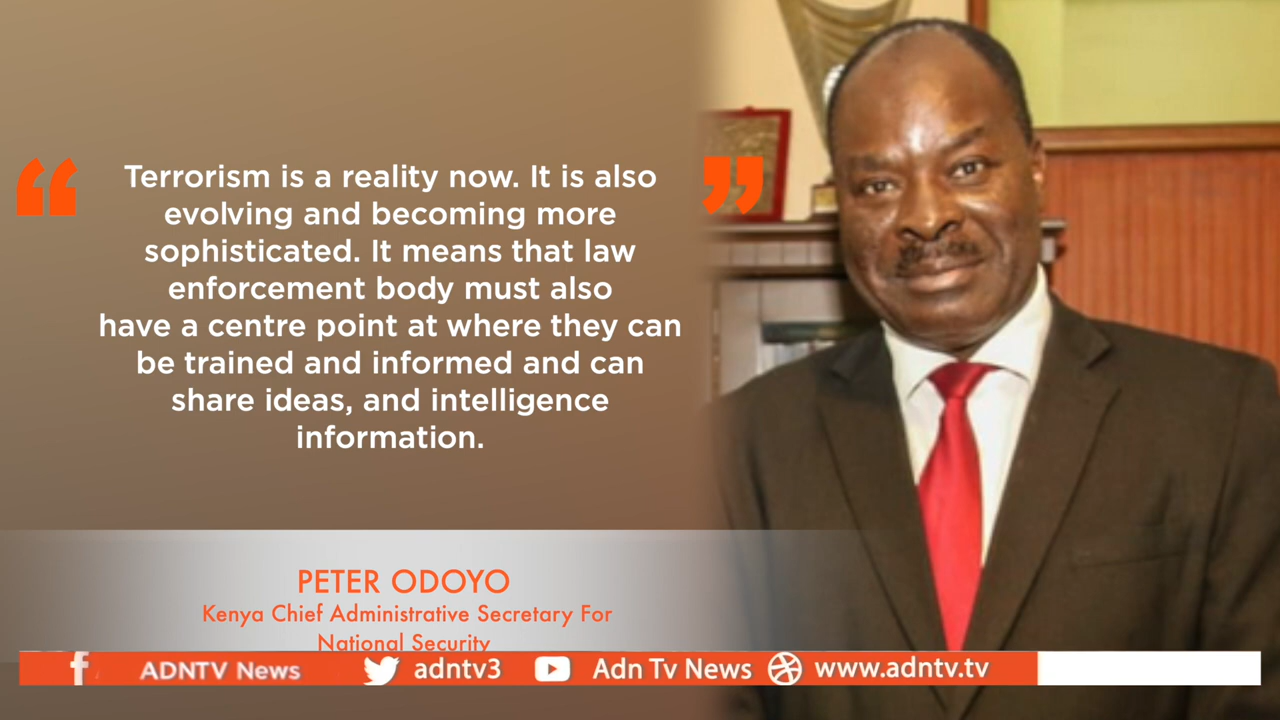 “ Terrorism is a reality now. It is also ”
evolving and becoming more
sophisticated. It means that law
enforcement body must also
have a centre point at where they can
be trained and informed and can
share ideas, and intelligence
information.
PETER ODOYO
Kenya Chief Administrative Secretary For
National Security
f ADNTV News adntv3 Adn Tv News www.adntv.tv